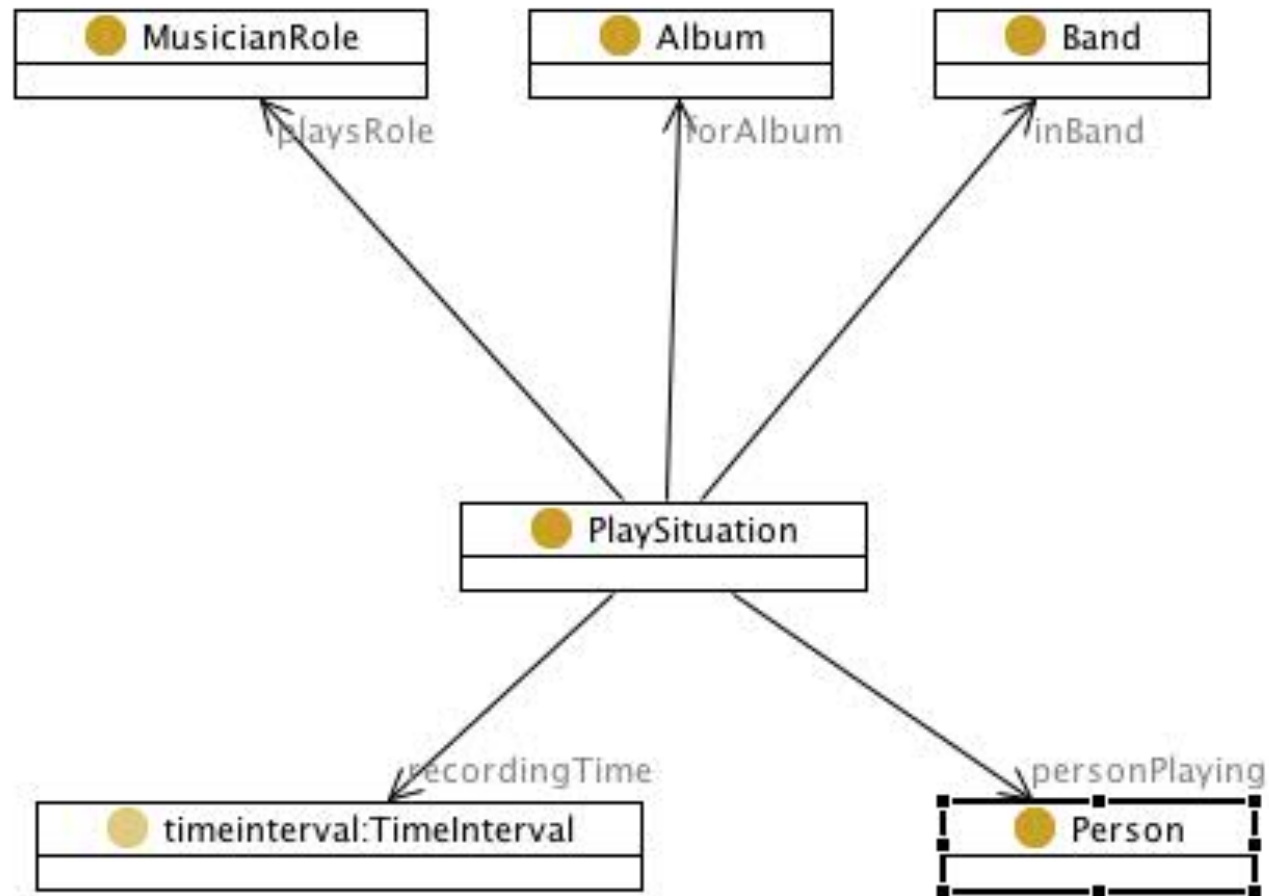 MusicianRole
Album
Band
playsRole
forAlbum
inBand
PlaySituation
recordingTime
personPlaying
timeinterval:TimeInterval
Person